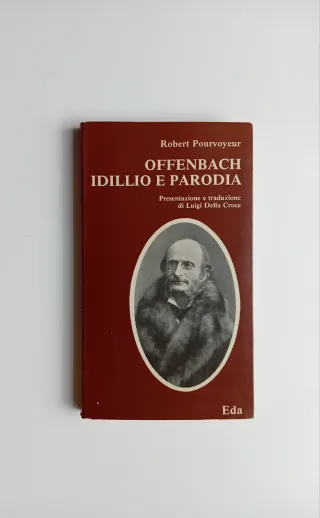 Robert Pourvoyeur
OFFENBACH
IDILLIO E PARODIA
Presentazione e traduzione
di Luigi Della Croce
Eda